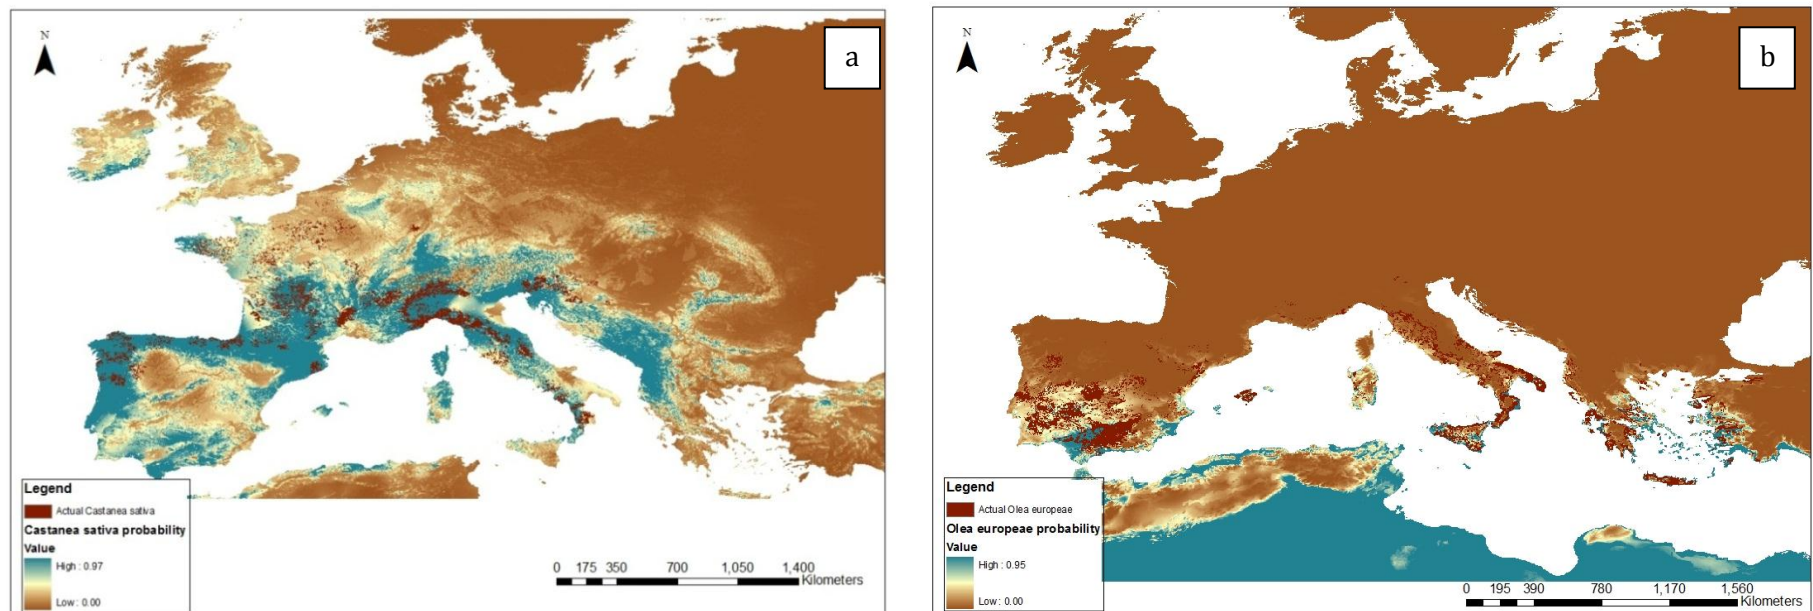 N
a
Legend
Actual Castanea sativa
Castanea sativa probability
Value
High : 0.97
Low : 0.00
0 175 350 700 1,050 1,400
Kilometers
N
b
Legend
Actual Olea europeae
Olea europeae probability
Value
High : 0.95
Low : 0.00
0 195 390 780 1,170 1,560
Kilometers